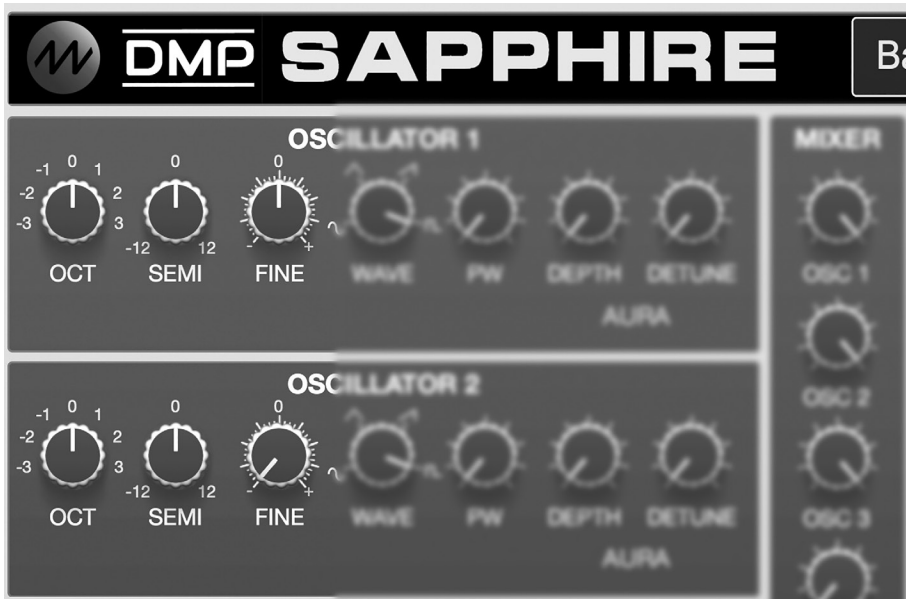 DMP SAPPHIRE Ba
OSCILLATOR 1
-3 -2 -1 0 1 2 3
-12 0 12
- 0 +
OCT SEMI FINE WAVE PW DEPTH DETUNE
AURA
OSCILLATOR 2
-3 -2 -1 0 1 2 3
-12 0 12
- 0 +
OCT SEMI FINE WAVE PW DEPTH DETUNE
AURA
MIXER
OSC 1
OSC 2
OSC 3